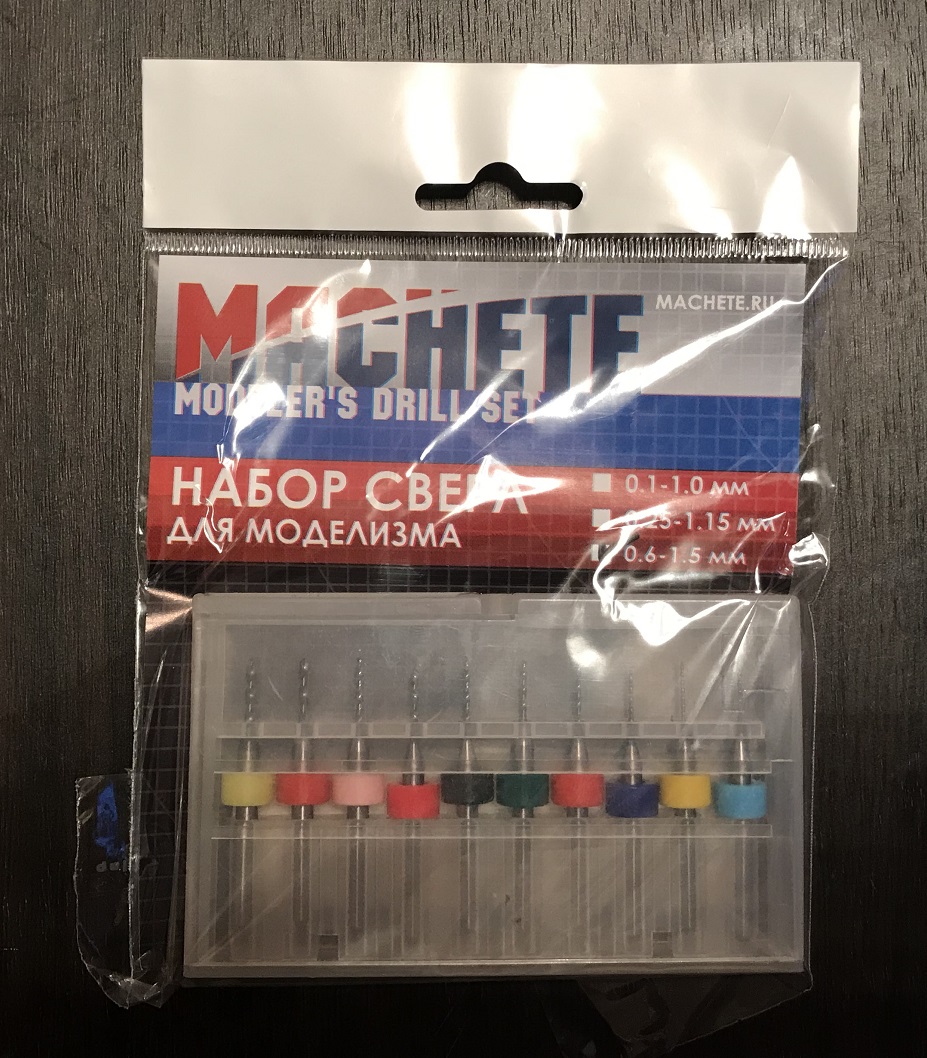 MACHETE
MACHETE.RU
MODELER'S DRILL SET
НАБОР СВЕРЛ
ДЛЯ МОДЕЛИЗМА
0.1-1.0 мм
0.25-1.15 мм
0.6-1.5 мм